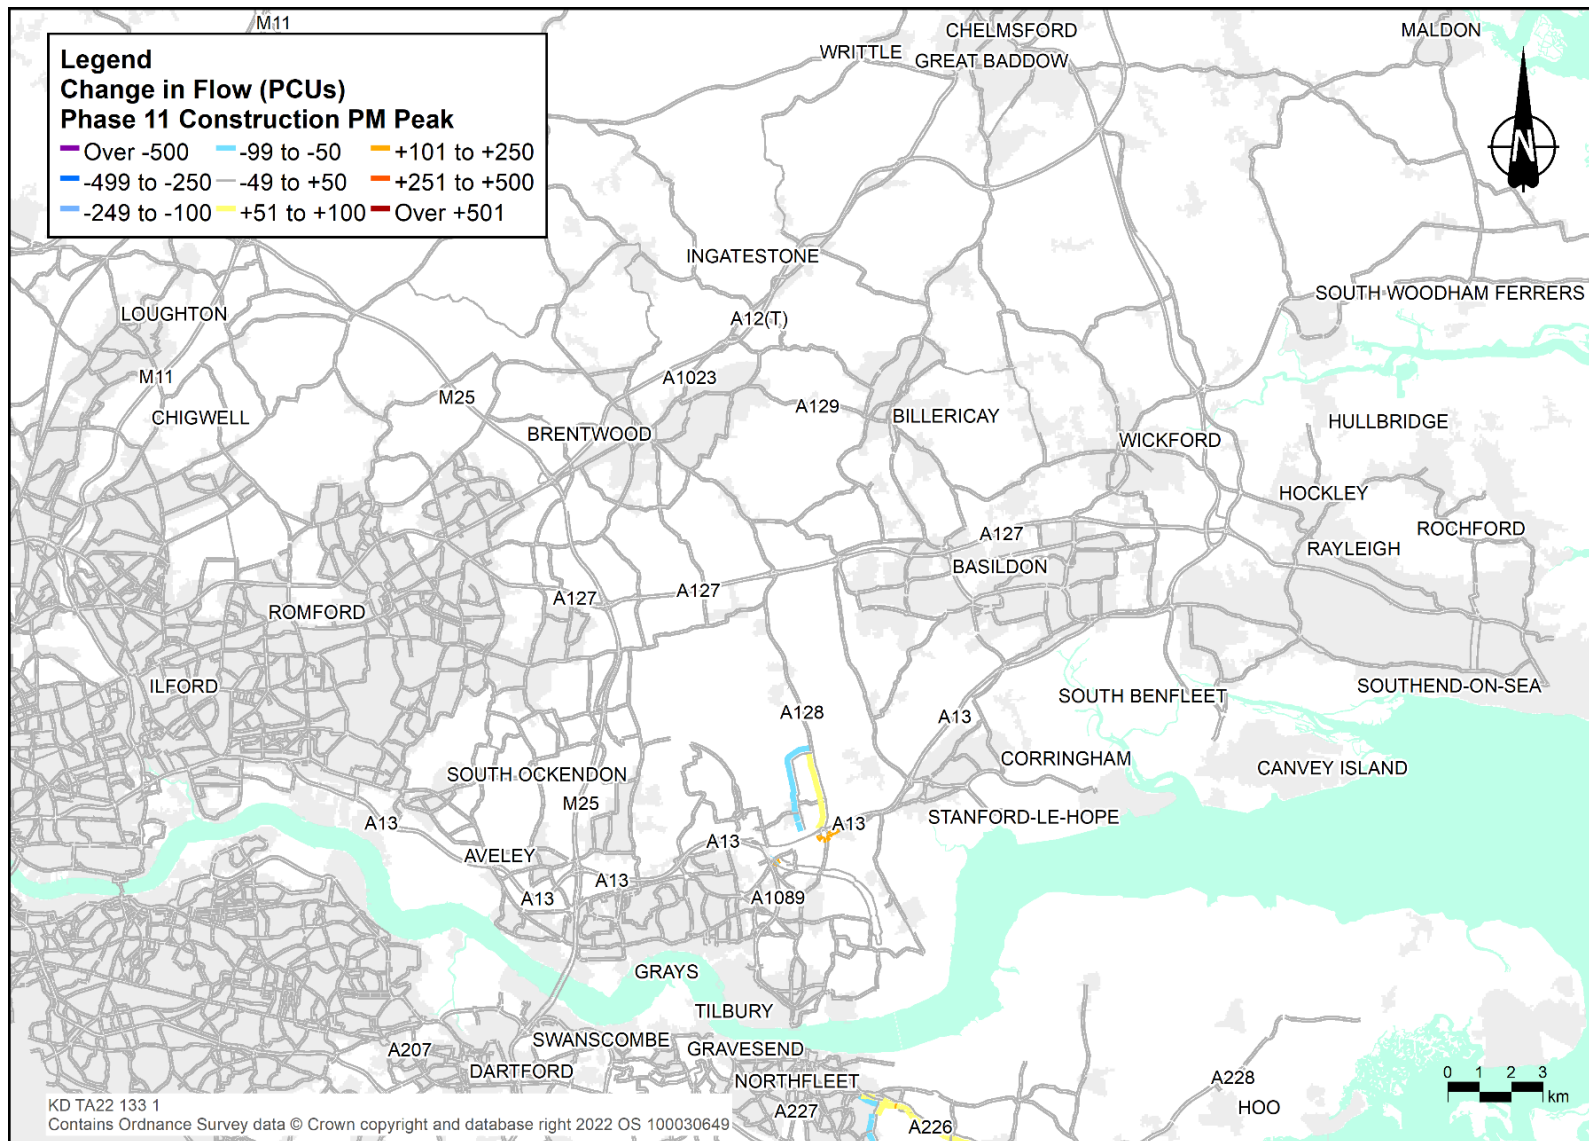 M11
CHELMSFORD
MALDON
WRITTLE
GREAT BADDOW
Legend
Change in Flow (PCUs)
Phase 11 Construction PM Peak
Over -500
-99 to -50
+101 to +250
-499 to -250
-49 to +50
+251 to +500
-249 to -100
+51 to +100
Over +501
N
INGATESTONE
SOUTH WOODHAM FERRERS
LOUGHTON
A12(T)
M11
A1023
M25
A129
CHIGWELL
BILLERICAY
HULLBRIDGE
BRENTWOOD
WICKFORD
HOCKLEY
ROCHFORD
A127
RAYLEIGH
BASILDON
A127
A127
ROMFORD
ILFORD
SOUTHEND-ON-SEA
SOUTH BENFLEET
A128
A13
CORRINGHAM
CANVEY ISLAND
SOUTH OCKENDON
M25
STANFORD-LE-HOPE
A13
A13
A13
AVELEY
A13
A13
A1089
GRAYS
TILBURY
SWANSCOMBE
GRAVESEND
A207
DARTFORD
NORTHFLEET
A228
HOO
A227
A226
0 1 2 3
km
KD TA22 133 1
Contains Ordnance Survey data © Crown copyright and database right 2022 OS 100030649